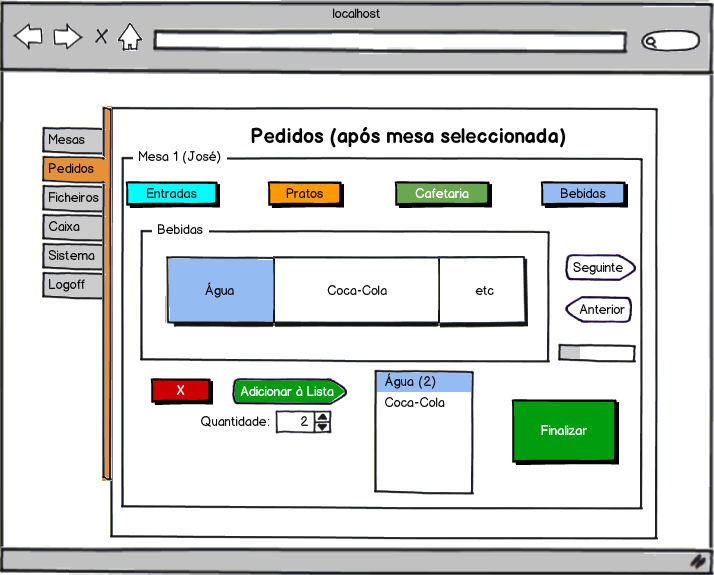 localhost
Pedidos (após mesa seleccionada)
Mesas
Pedidos
Ficheiros
Caixa
Sistema
Logoff
Mesa 1 (José)
Entradas
Pratos
Cafetaria
Bebidas
Bebidas
Água
Coca-Cola
etc
Seguinte
Anterior
X
Adicionar à Lista
Quantidade: 2
Água (2)
Coca-Cola
Finalizar